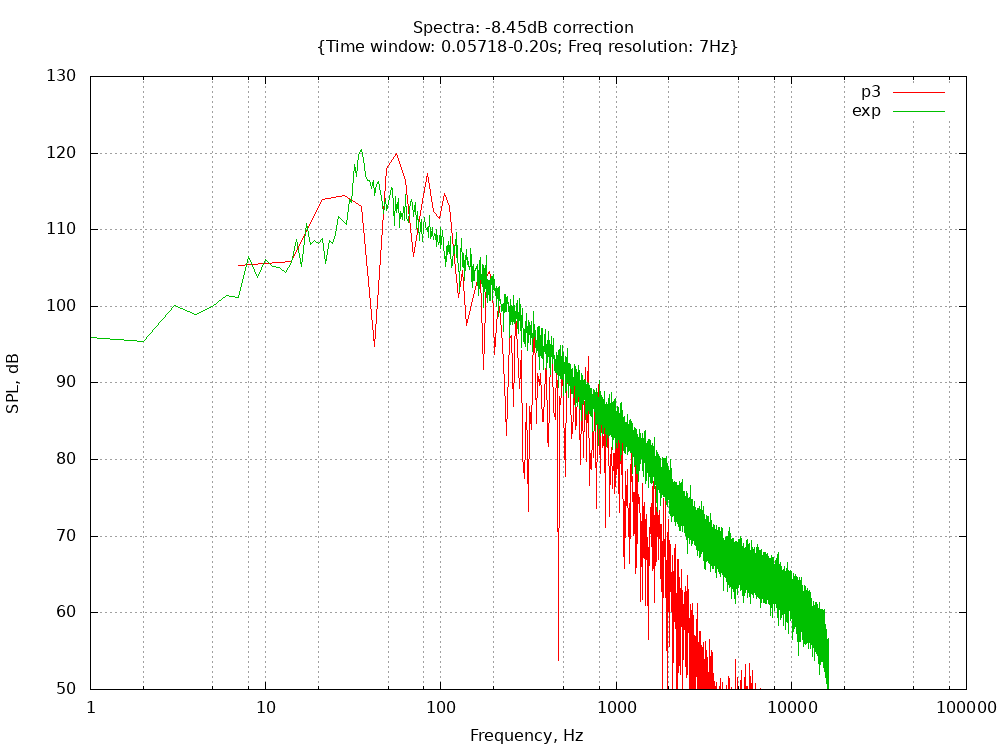 Spectra: -8.45dB correction
{Time window: 0.05718-0.20s; Freq resolution: 7Hz}
130
120
110
100
90
80
70
60
50
SPL, dB
p3
exp
1
10
100
1000
10000
100000
Frequency, Hz